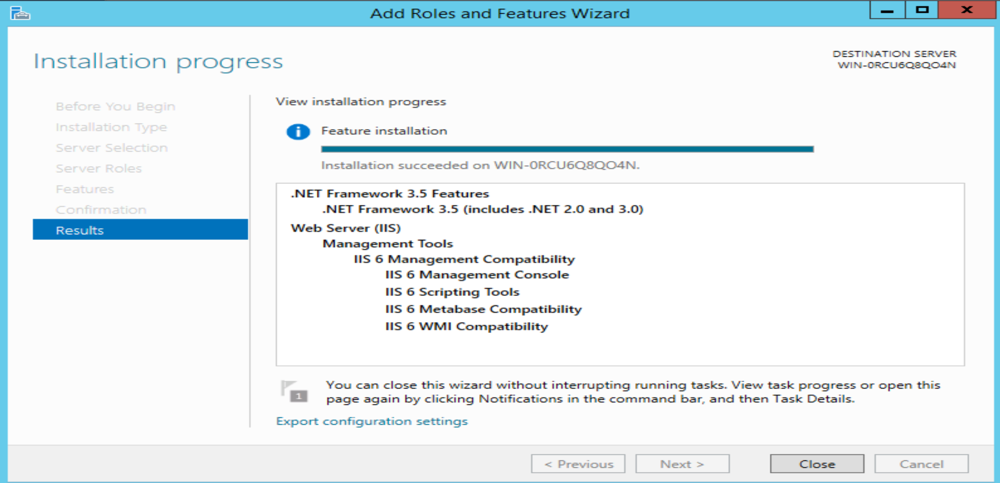 Add Roles and Features Wizard
Installation progress
DESTINATION SERVER
WIN-0RCU6Q8QO4N
Before You Begin
Installation Type
Server Selection
Server Roles
Features
Confirmation
Results
View installation progress
Feature installation
Installation succeeded on WIN-0RCU6Q8QO4N.
.NET Framework 3.5 Features
.NET Framework 3.5 (includes .NET 2.0 and 3.0)
Web Server (IIS)
Management Tools
IIS 6 Management Compatibility
IIS 6 Management Console
IIS 6 Scripting Tools
IIS 6 Metabase Compatibility
IIS 6 WMI Compatibility
1
You can close this wizard without interrupting running tasks. View task progress or open this
page again by clicking Notifications in the command bar, and then Task Details.
Export configuration settings
< Previous
Next >
Close
Cancel